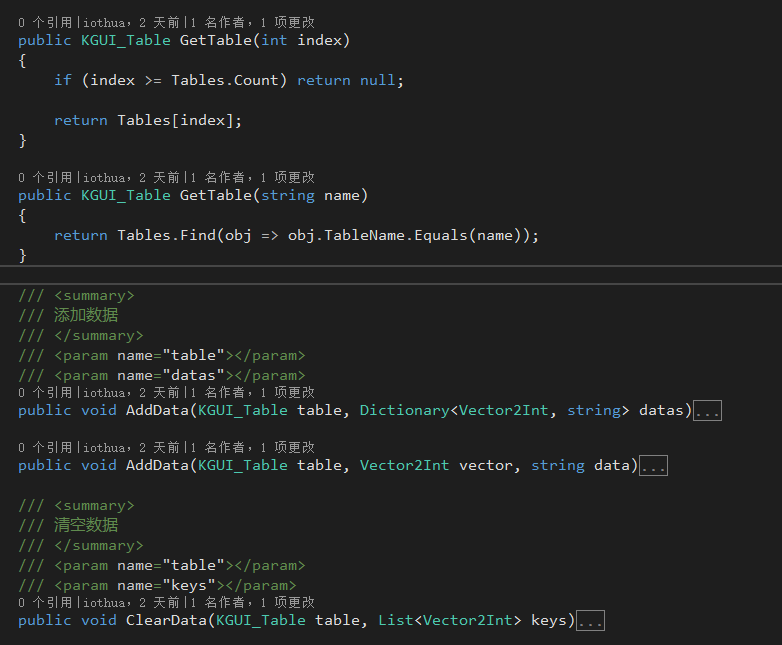 0 个引用|iothua，2 天前|1 名作者，1 项更改
public KGUI_Table GetTable(int index)
{
if (index >= Tables.Count) return null;
return Tables[index];
}
0 个引用|iothua，2 天前|1 名作者，1 项更改
public KGUI_Table GetTable(string name)
{
return Tables.Find(obj => obj.TableName.Equals(name));
}
/// <summary>
/// 添加数据
/// </summary>
/// <param name="table"></param>
/// <param name="datas"></param>
0 个引用|iothua，2 天前|1 名作者，1 项更改
public void AddData(KGUI_Table table, Dictionary<Vector2Int, string> datas)...
0 个引用|iothua，2 天前|1 名作者，1 项更改
public void AddData(KGUI_Table table, Vector2Int vector, string data)...
/// <summary>
/// 清空数据
/// </summary>
/// <param name="table"></param>
/// <param name="keys"></param>
0 个引用|iothua，2 天前|1 名作者，1 项更改
public void ClearData(KGUI_Table table, List<Vector2Int> keys)...